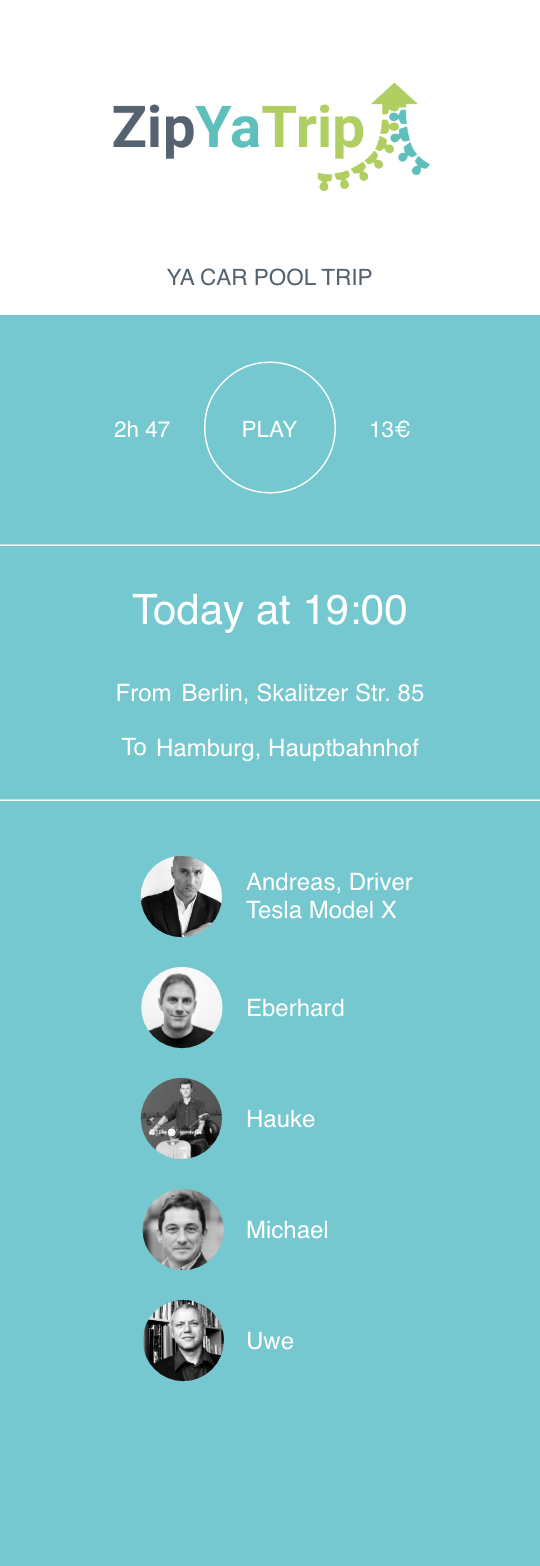 ZipYaTrip
YA CAR POOL TRIP
2h 47 PLAY 13€
Today at 19:00
From Berlin, Skalitzer Str. 85
To Hamburg, Hauptbahnhof
Andreas, Driver
Tesla Model X
Eberhard
Hauke
Michael
Uwe